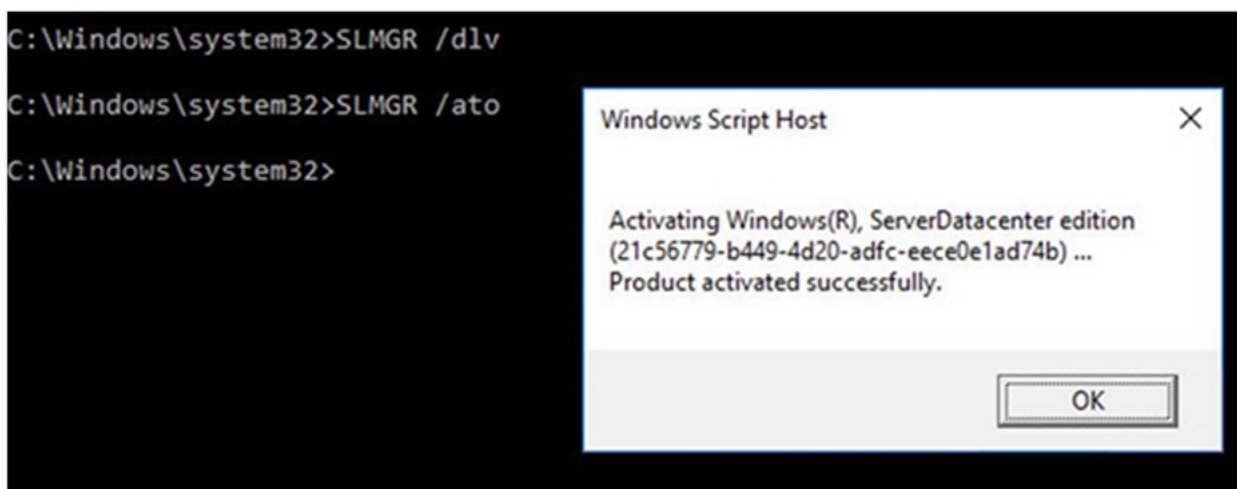 C:\Windows\system32>SLMGR /dlv
C:\Windows\system32>SLMGR /ato
C:\Windows\system32>
Windows Script Host
Activating Windows(R), ServerDatacenter edition
(21c56779-b449-4d20-adfc-eece0e1ad74b) ...
Product activated successfully.
OK